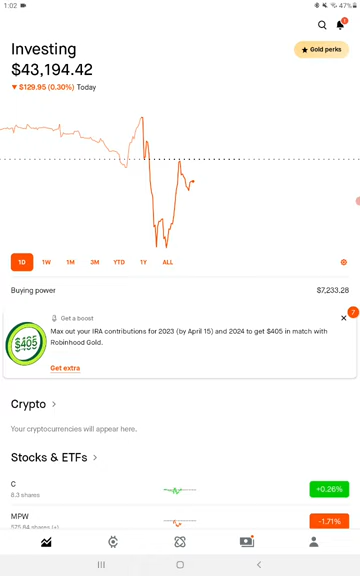 1:02
47%
Investing
$43,194.42
Gold perks
▼ $129.95 (0.30%) Today
1D 1W 1M 3M YTD 1Y ALL
Buying power $7,233.28
7
Get a boost
Max out your IRA contributions for 2023 (by April 15) and 2024 to get $405 in match with
Robinhood Gold.
$405
Get extra
Crypto
Your cryptocurrencies will appear here.
Stocks & ETFs
C
8.3 shares
+0.26%
MPW
575.84 shares
-1.71%